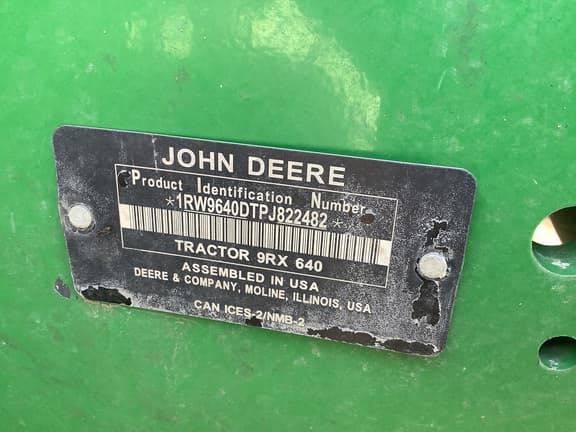 JOHN DEERE
Product Identification Number
*1RW9640DTPJ822482*
TRACTOR 9RX 640
ASSEMBLED IN USA
DEERE & COMPANY, MOLINE, ILLINOIS, USA
CAN ICES-2/NMB-2